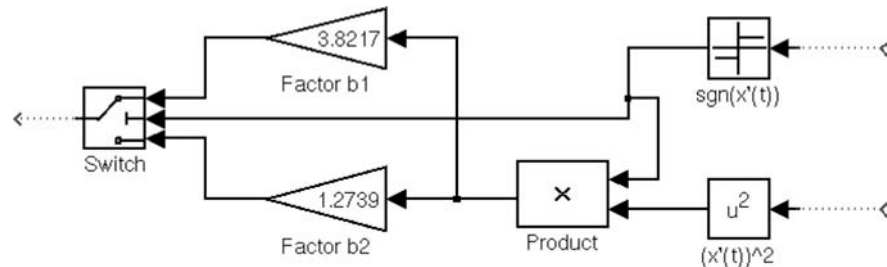 3.8217
Factor b1
sgn(x'(t))
Switch
1.2739
Factor b2
×
Product
u²
(x'(t))^2